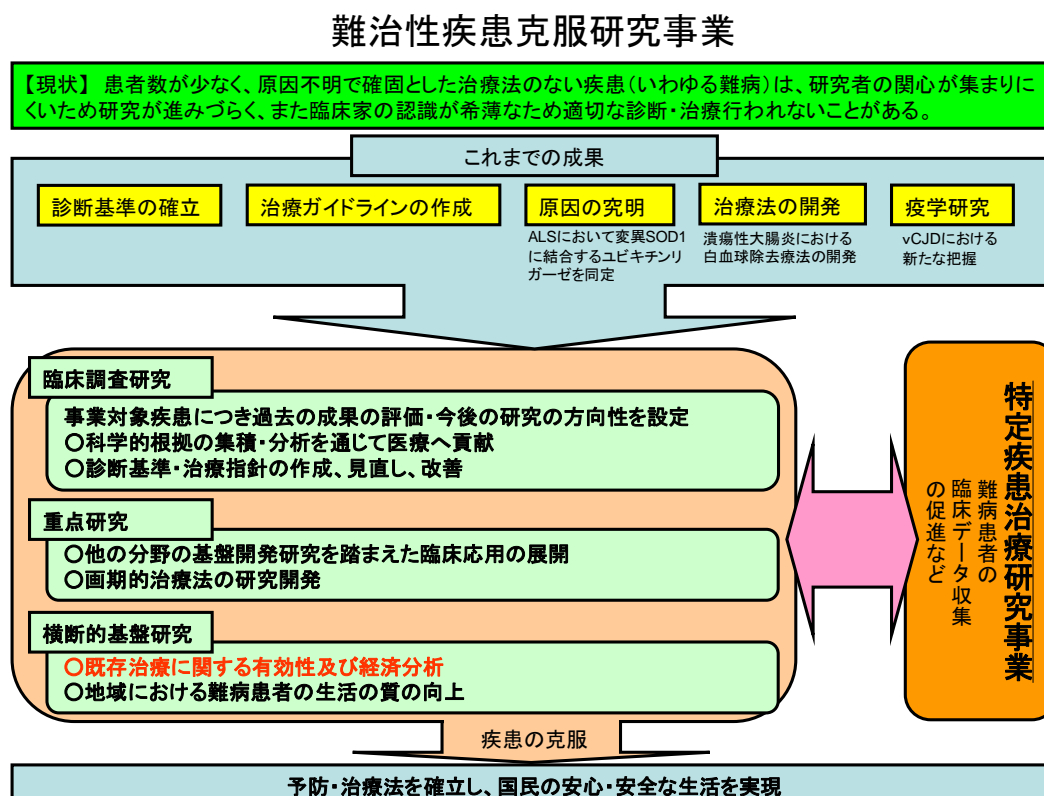 難治性疾患克服研究事業
【現状】 患者数が少なく、原因不明で確固とした治療法のない疾患(いわゆる難病)は、研究者の関心が集まりに
くいため研究が進みづらく、また臨床家の認識が希薄なため適切な診断・治療行われないことがある。
これまでの成果
診断基準の確立
治療ガイドラインの作成
原因の究明
ALSにおいて変異SOD1
に結合するユビキチンリ
ガーゼを同定
治療法の開発
潰瘍性大腸炎における
白血球除去療法の開発
疫学研究
vCJDにおける
新たな把握
臨床調査研究
事業対象疾患につき過去の成果の評価・今後の研究の方向性を設定
○科学的根拠の集積・分析を通じて医療へ貢献
○診断基準・治療指針の作成、見直し、改善
重点研究
○他の分野の基盤開発研究を踏まえた臨床応用の展開
○画期的治療法の研究開発
横断的基盤研究
○既存治療に関する有効性及び経済分析
○地域における難病患者の生活の質の向上
特定疾患治療研究事業
難病患者の
臨床データ収集
の促進など
疾患の克服
予防・治療法を確立し、国民の安心・安全な生活を実現